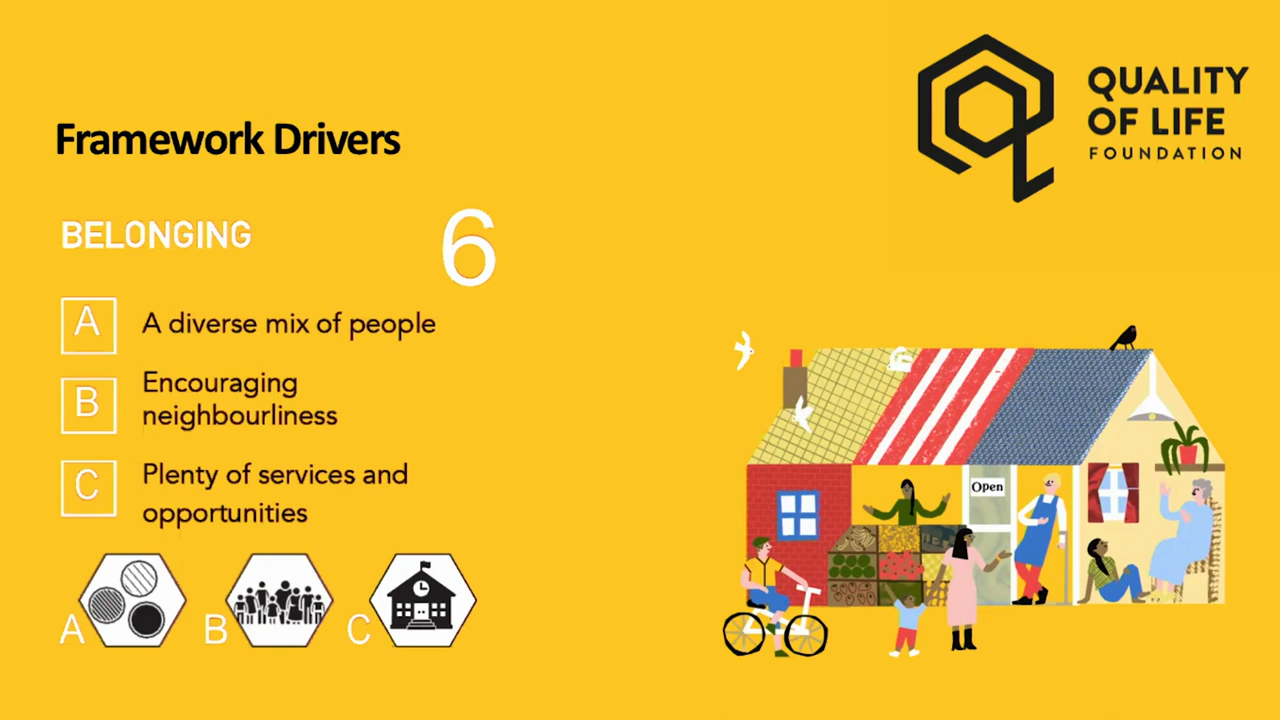 QUALITY
OF LIFE
FOUNDATION
Framework Drivers
BELONGING
6
A
A diverse mix of people
B
Encouraging
neighbourliness
C
Plenty of services and
opportunities
Open
A
B
C